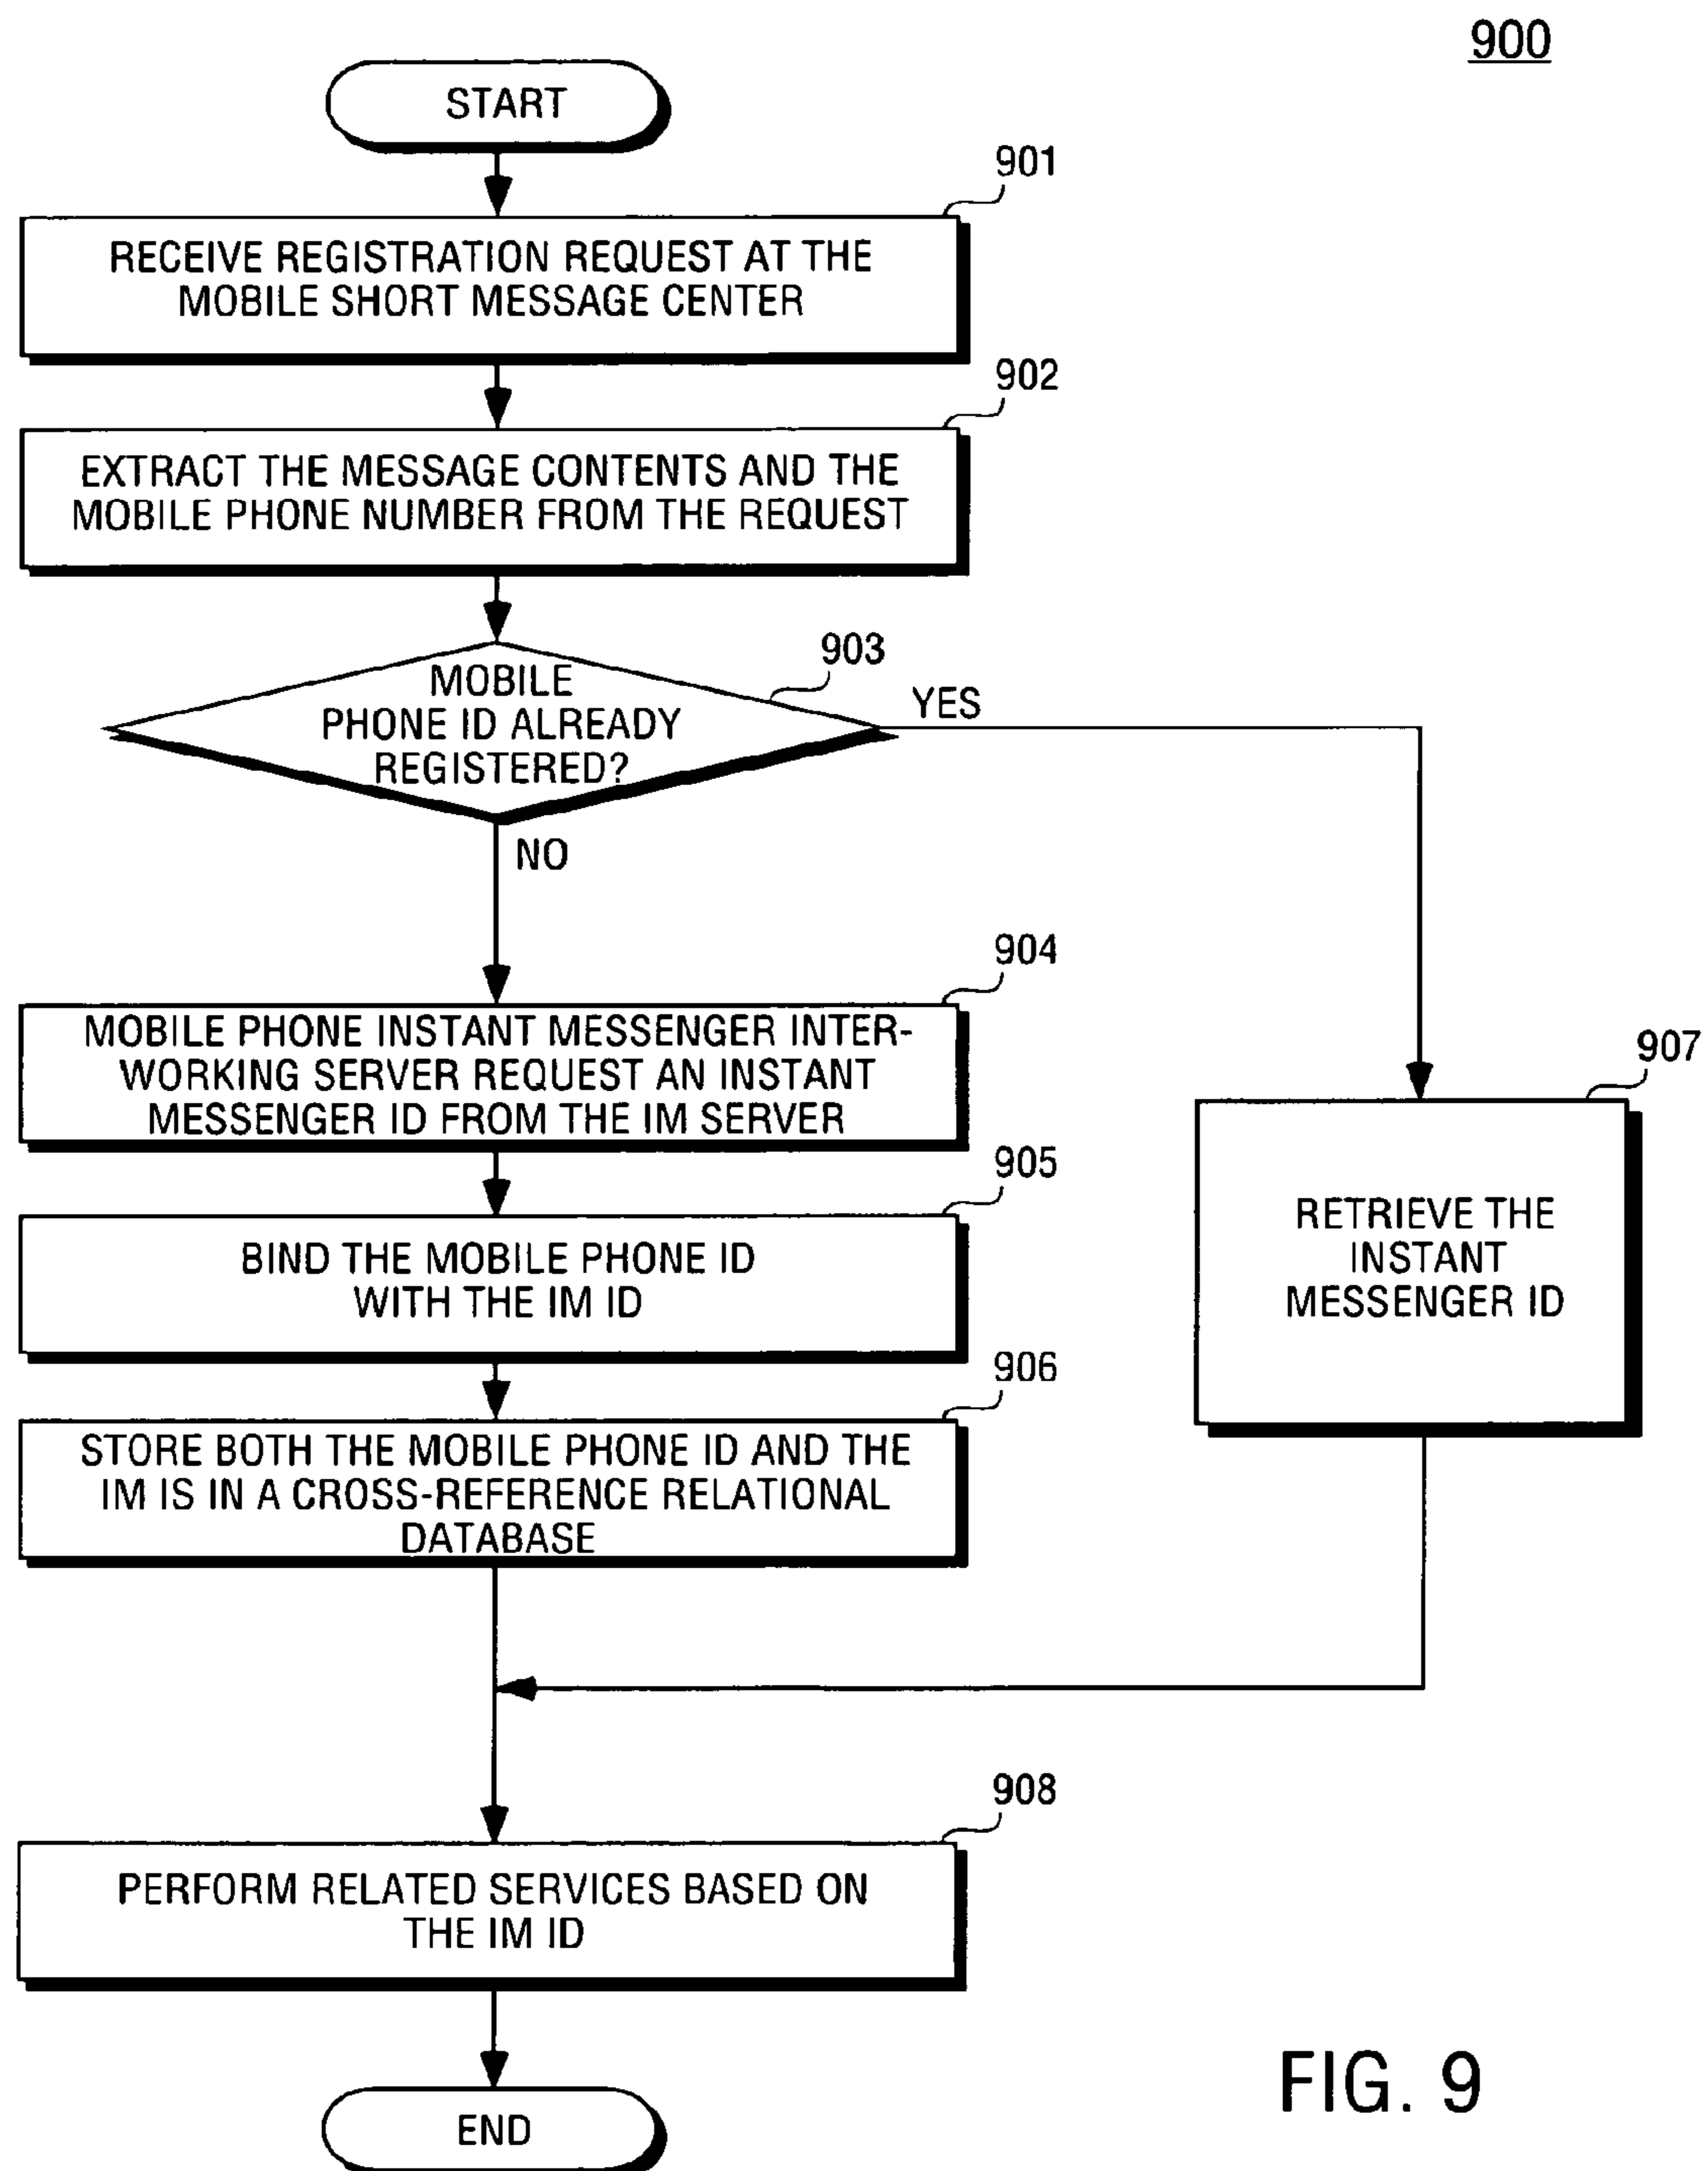 900
START
901
RECEIVE REGISTRATION REQUEST AT THE
MOBILE SHORT MESSAGE CENTER
902
EXTRACT THE MESSAGE CONTENTS AND THE
MOBILE PHONE NUMBER FROM THE REQUEST
903
MOBILE
PHONE ID ALREADY
REGISTERED?
YES
NO
904
MOBILE PHONE INSTANT MESSENGER INTER-
WORKING SERVER REQUEST AN INSTANT
MESSENGER ID FROM THE IM SERVER
905
BIND THE MOBILE PHONE ID
WITH THE IM ID
906
STORE BOTH THE MOBILE PHONE ID AND THE
IM IS IN A CROSS-REFERENCE RELATIONAL
DATABASE
907
RETRIEVE THE
INSTANT
MESSENGER ID
908
PERFORM RELATED SERVICES BASED ON
THE IM ID
END
FIG. 9